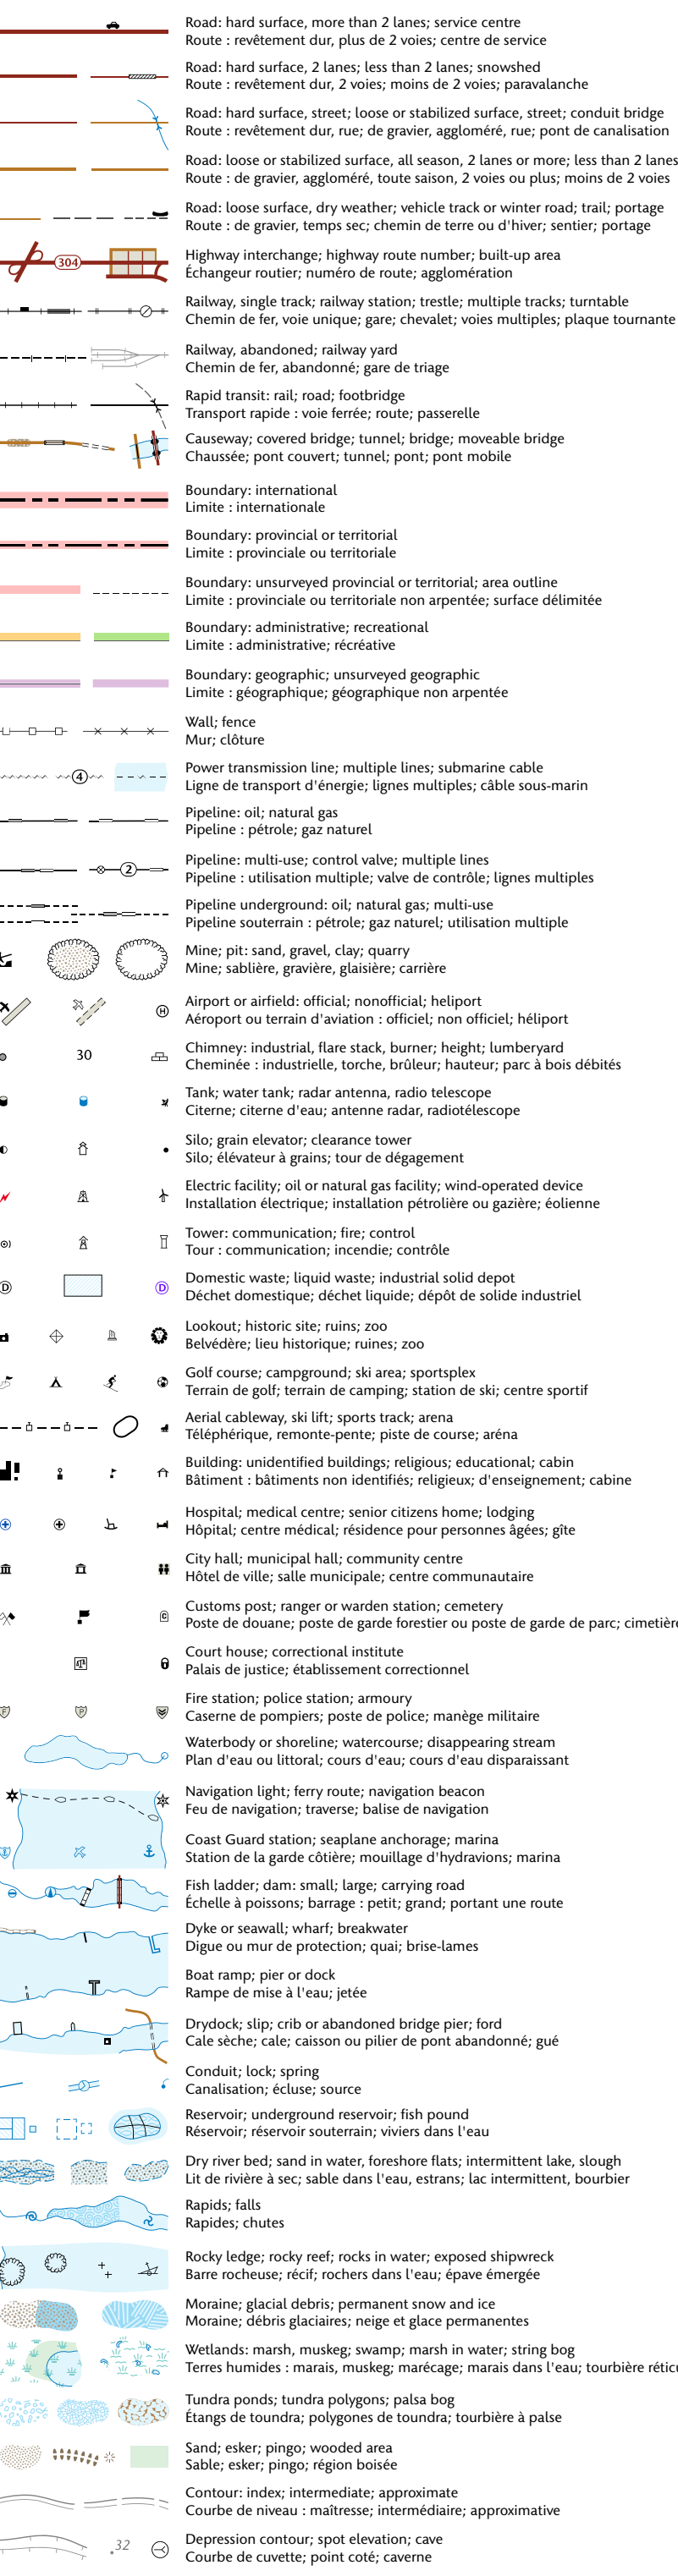 Road: hard surface, more than 2 lanes; service centre
Route : revêtement dur, plus de 2 voies; centre de service
Road: hard surface, 2 lanes; less than 2 lanes; snowshed
Route : revêtement dur, 2 voies; moins de 2 voies; paravalanche
Road: hard surface, street; loose or stabilized surface, street; conduit bridge
Route : revêtement dur, rue; de gravier, aggloméré, rue; pont de canalisation
Road: loose or stabilized surface, all season, 2 lanes or more; less than 2 lanes
Route : de gravier, aggloméré, toute saison, 2 voies ou plus; moins de 2 voies
Road: loose surface, dry weather; vehicle track or winter road; trail; portage
Route : de gravier, temps sec; chemin de terre ou d'hiver; sentier; portage
304
Highway interchange; highway route number; built-up area
Échangeur routier; numéro de route; agglomération
Railway, single track; railway station; trestle; multiple tracks; turntable
Chemin de fer, voie unique; gare; chevalet; voies multiples; plaque tournante
Railway, abandoned; railway yard
Chemin de fer, abandonné; gare de triage
Rapid transit: rail; road; footbridge
Transport rapide : voie ferrée; route; passerelle
Causeway; covered bridge; tunnel; bridge; moveable bridge
Chaussée; pont couvert; tunnel; pont; pont mobile
Boundary: international
Limite : internationale
Boundary: provincial or territorial
Limite : provinciale ou territoriale
Boundary: unsurveyed provincial or territorial; area outline
Limite : provinciale ou territoriale non arpentée; surface délimitée
Boundary: administrative; recreational
Limite : administrative; récréative
Boundary: geographic; unsurveyed geographic
Limite : géographique; géographique non arpentée
Wall; fence
Mur; clôture
4
Power transmission line; multiple lines; submarine cable
Ligne de transport d'énergie; lignes multiples; câble sous-marin
Pipeline: oil; natural gas
Pipeline : pétrole; gaz naturel
2
Pipeline: multi-use; control valve; multiple lines
Pipeline : utilisation multiple; valve de contrôle; lignes multiples
Pipeline underground: oil; natural gas; multi-use
Pipeline souterrain : pétrole; gaz naturel; utilisation multiple
Mine; pit: sand, gravel, clay; quarry
Mine; sablière, gravière, glaisière; carrière
H
Airport or airfield: official; nonofficial; heliport
Aéroport ou terrain d'aviation : officiel; non officiel; héliport
30
Chimney: industrial, flare stack, burner; height; lumberyard
Cheminée : industrielle, torche, brûleur; hauteur; parc à bois débités
Tank; water tank; radar antenna, radio telescope
Citerne; citerne d'eau; antenne radar, radiotélescope
Silo; grain elevator; clearance tower
Silo; élévateur à grains; tour de dégagement
Electric facility; oil or natural gas facility; wind-operated device
Installation électrique; installation pétrolière ou gazière; éolienne
Tower: communication; fire; control
Tour : communication; incendie; contrôle
D D
Domestic waste; liquid waste; industrial solid depot
Déchet domestique; déchet liquide; dépôt de solide industriel
Lookout; historic site; ruins; zoo
Belvédère; lieu historique; ruines; zoo
Golf course; campground; ski area; sportsplex
Terrain de golf; terrain de camping; station de ski; centre sportif
Aerial cableway, ski lift; sports track; arena
Téléphérique, remonte-pente; piste de course; aréna
Building: unidentified buildings; religious; educational; cabin
Bâtiment : bâtiments non identifiés; religieux; d'enseignement; cabine
Hospital; medical centre; senior citizens home; lodging
Hôpital; centre médical; résidence pour personnes âgées; gîte
City hall; municipal hall; community centre
Hôtel de ville; salle municipale; centre communautaire
C
Customs post; ranger or warden station; cemetery
Poste de douane; poste de garde forestier ou poste de garde de parc; cimetière
Court house; correctional institute
Palais de justice; établissement correctionnel
F P
Fire station; police station; armoury
Caserne de pompiers; poste de police; manège militaire
Waterbody or shoreline; watercourse; disappearing stream
Plan d'eau ou littoral; cours d'eau; cours d'eau disparaissant
Navigation light; ferry route; navigation beacon
Feu de navigation; traverse; balise de navigation
Coast Guard station; seaplane anchorage; marina
Station de la garde côtière; mouillage d'hydravions; marina
Fish ladder; dam: small; large; carrying road
Échelle à poissons; barrage : petit; grand; portant une route
Dyke or seawall; wharf; breakwater
Digue ou mur de protection; quai; brise-lames
Boat ramp; pier or dock
Rampe de mise à l'eau; jetée
Drydock; slip; crib or abandoned bridge pier; ford
Cale sèche; cale; caisson ou pilier de pont abandonné; gué
Conduit; lock; spring
Canalisation; écluse; source
Reservoir; underground reservoir; fish pound
Réservoir; réservoir souterrain; viviers dans l'eau
Dry river bed; sand in water, foreshore flats; intermittent lake, slough
Lit de rivière à sec; sable dans l'eau, estrans; lac intermittent, bourbier
Rapids; falls
Rapides; chutes
Rocky ledge; rocky reef; rocks in water; exposed shipwreck
Barre rocheuse; récif; rochers dans l'eau; épave émergée
Moraine; glacial debris; permanent snow and ice
Moraine; débris glaciaires; neige et glace permanentes
Wetlands: marsh, muskeg; swamp; marsh in water; string bog
Terres humides : marais, muskeg; marécage; marais dans l'eau; tourbière réticu
Tundra ponds; tundra polygons; palsa bog
Étangs de toundra; polygones de toundra; tourbière à palse
Sand; esker; pingo; wooded area
Sable; esker; pingo; région boisée
Contour: index; intermediate; approximate
Courbe de niveau : maîtresse; intermédiaire; approximative
.32
Depression contour; spot elevation; cave
Courbe de cuvette; point coté; caverne